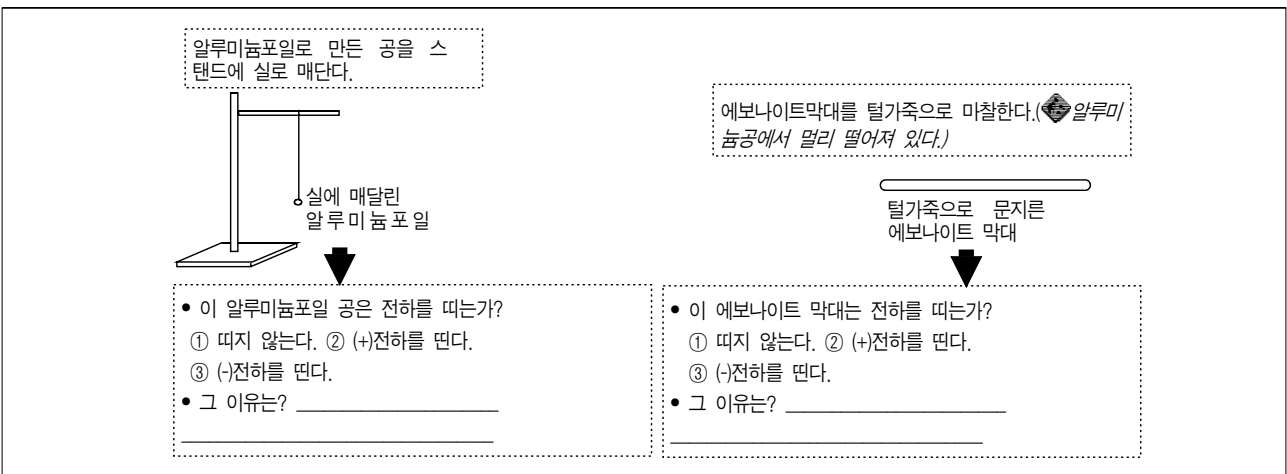 알루미늄포일로 만든 공을 스
탠드에 실로 매단다.
실에 매달린
알루미늄포일
• 이 알루미늄포일 공은 전하를 띠는가?
① 띠지 않는다. ② (+)전하를 띤다.
③ (-)전하를 띤다.
• 그 이유는? ______________________
__________________________________
에보나이트막대를 털가죽으로 마찰한다.(알루미
늄공에서 멀리 떨어져 있다.)
털가죽으로 문지른
에보나이트 막대
• 이 에보나이트 막대는 전하를 띠는가?
① 띠지 않는다. ② (+)전하를 띤다.
③ (-)전하를 띤다.
• 그 이유는? ________________________
__________________________________